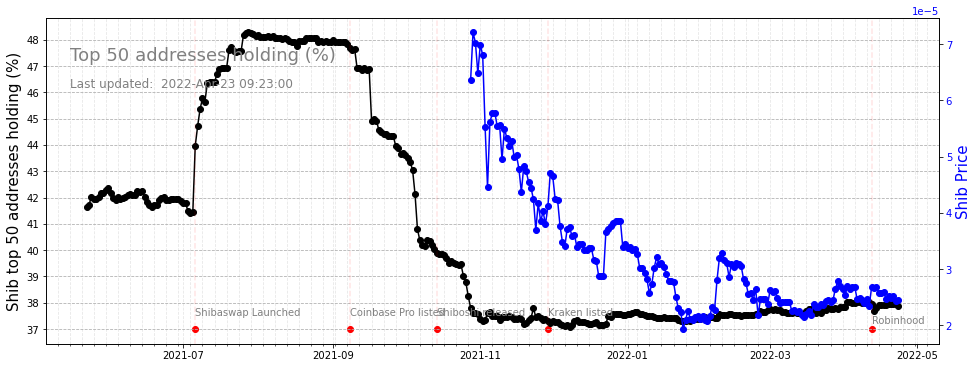 1e−5
Top 50 addresses holding (%)
Last updated: 2022-Apr-23 09:23:00
Shib top 50 addresses holding (%)
48
47
46
45
44
43
42
41
40
39
38
37
7
6
5
4
3
2
Shib Price
Shibaswap Launched
Coinbase Pro listed
Shiboshi released
Kraken listed
Robinhood
2021-07
2021-09
2021-11
2022-01
2022-03
2022-05